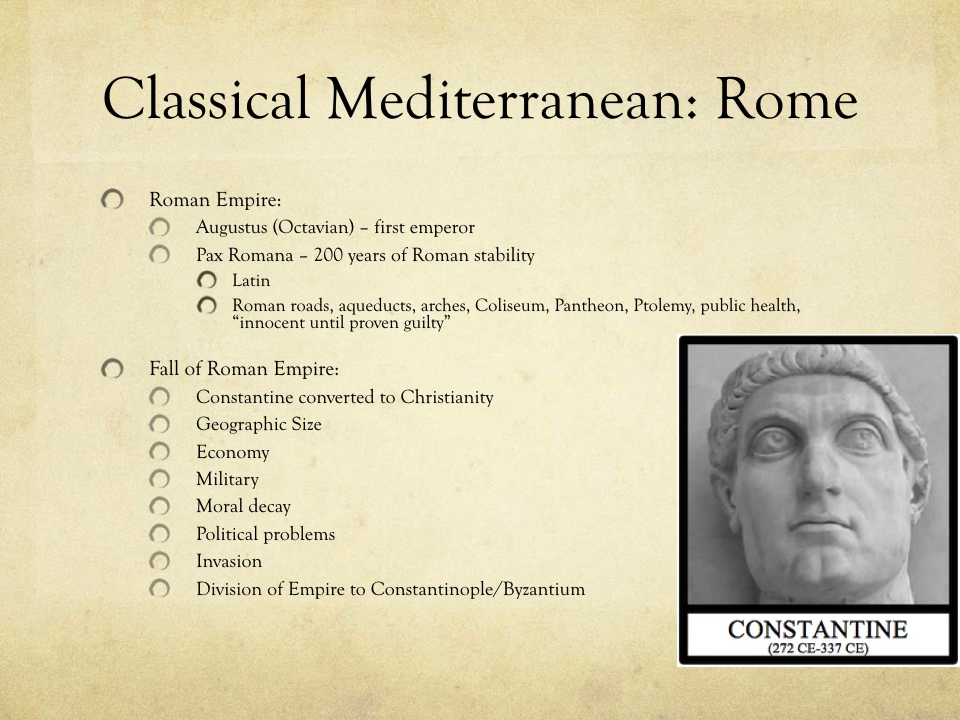 Classical Mediterranean: Rome
Roman Empire:
Augustus (Octavian) – first emperor
Pax Romana – 200 years of Roman stability
Latin
Roman roads, aqueducts, arches, Coliseum, Pantheon, Ptolemy, public health,
“innocent until proven guilty”
Fall of Roman Empire:
Constantine converted to Christianity
Geographic Size
Economy
Military
Moral decay
Political problems
Invasion
Division of Empire to Constantinople/Byzantium
CONSTANTINE
(272 CE-337 CE)